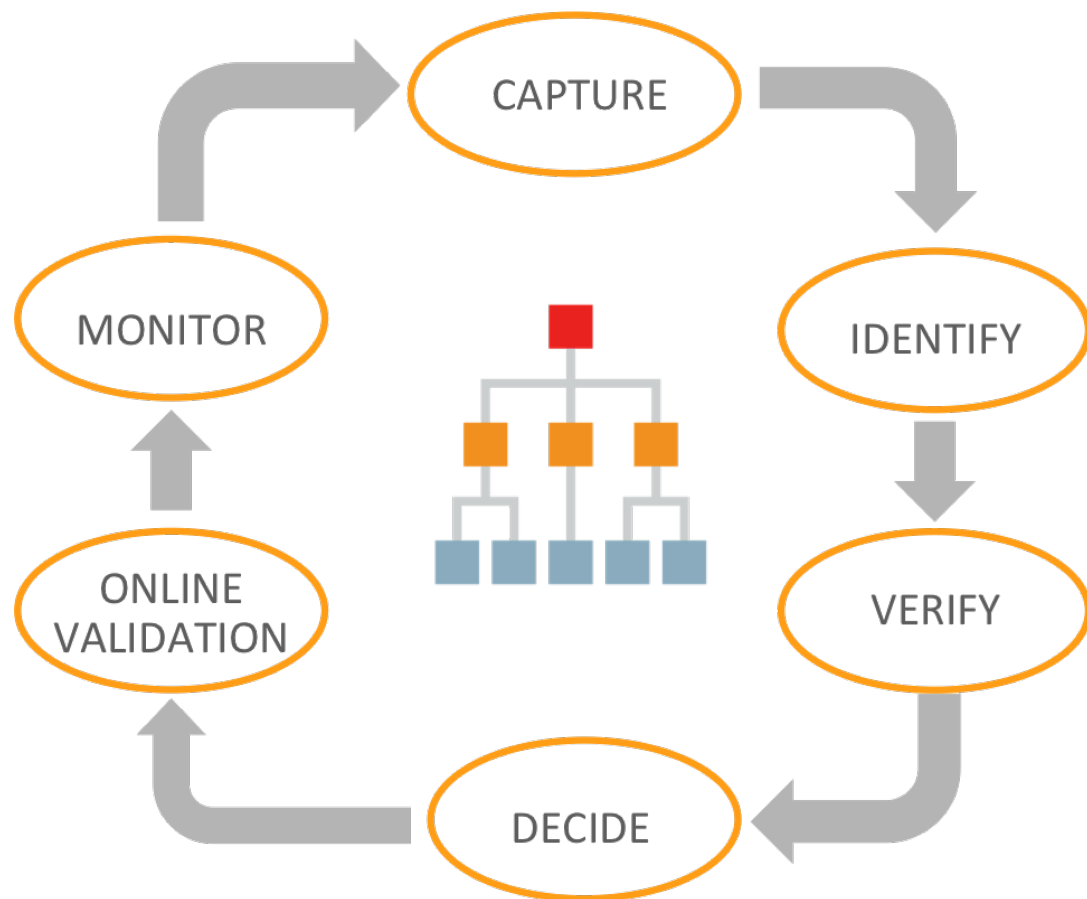 CAPTURE
IDENTIFY
VERIFY
DECIDE
ONLINE
VALIDATION
MONITOR